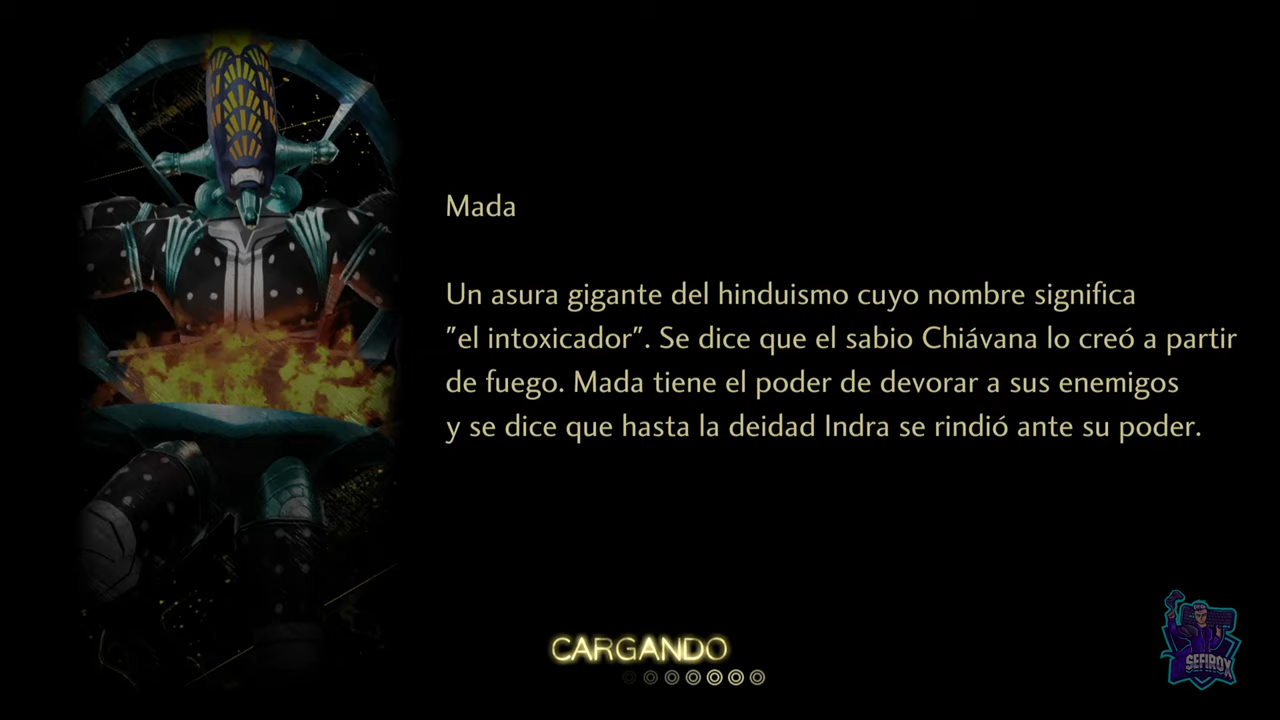 Mada
Un asura gigante del hinduismo cuyo nombre significa
"el intoxicador". Se dice que el sabio Chiávana lo creó a partir
de fuego. Mada tiene el poder de devorar a sus enemigos
y se dice que hasta la deidad Indra se rindió ante su poder.
CARGANDO
SEFIROX